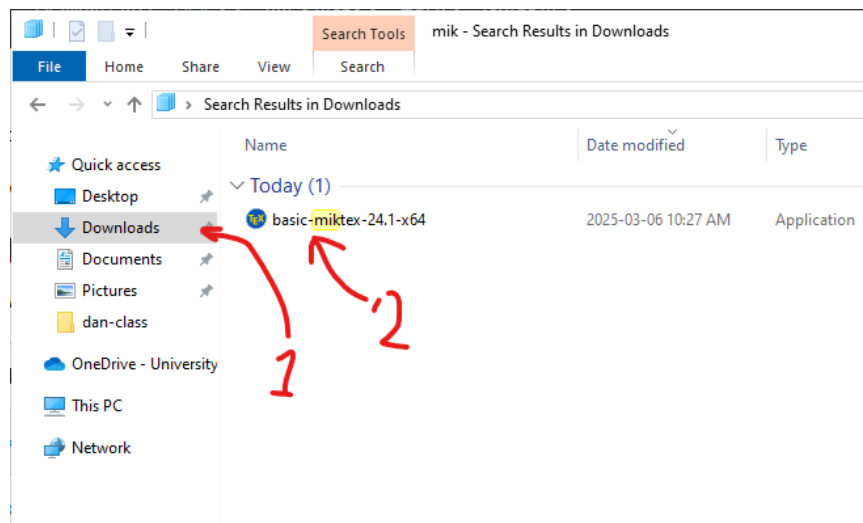 Search Tools
mik - Search Results in Downloads
File
Home
Share
View
Search
Search Results in Downloads
Name
Date modified
Type
Quick access
Today (1)
Desktop
Downloads
basic-miktex-24.1-x64
2025-03-06 10:27 AM
Application
Documents
Pictures
dan-class
OneDrive - University
This PC
Network
1
2